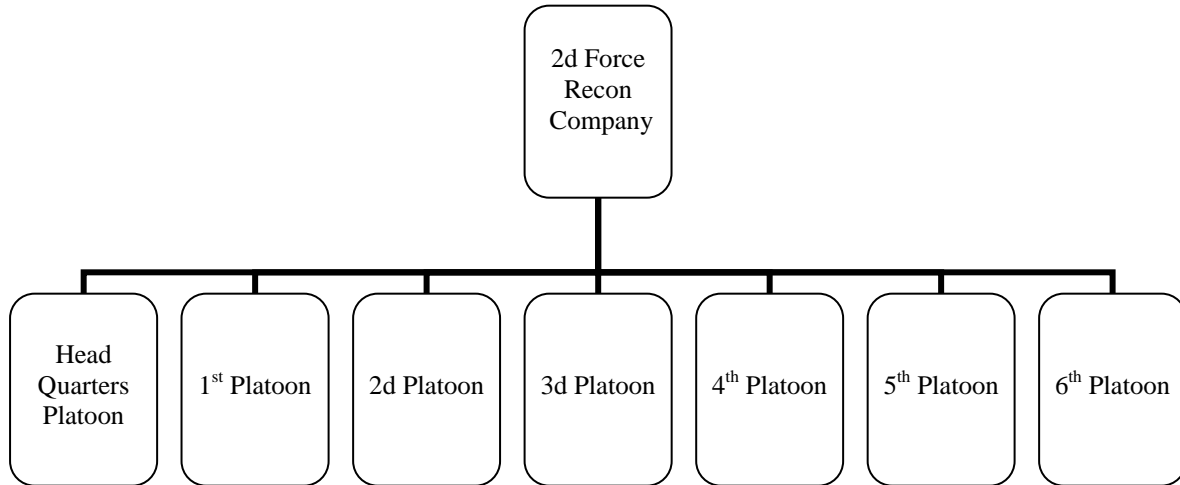 2d Force
Recon
Company
Head
Quarters
Platoon
1st Platoon
2d Platoon
3d Platoon
4th Platoon
5th Platoon
6th Platoon